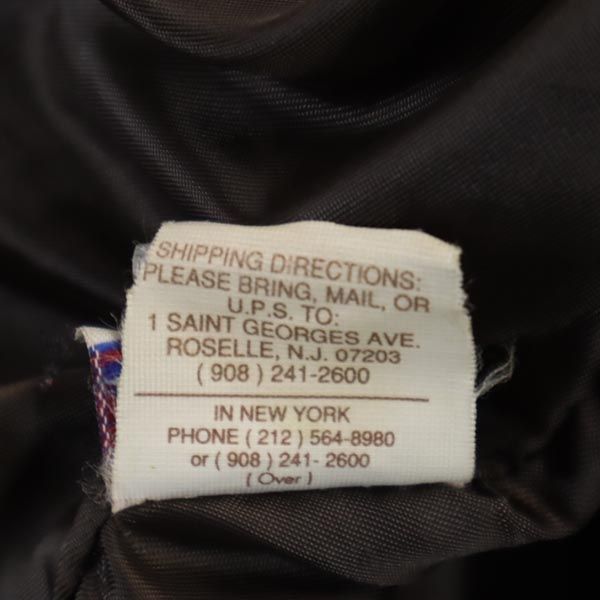 SHIPPING DIRECTIONS:
PLEASE BRING, MAIL, OR
U.P.S. TO:
1 SAINT GEORGES AVE.
ROSELLE, N.J. 07203
( 908 ) 241-2600
IN NEW YORK
PHONE ( 212 ) 564-8980
or ( 908 ) 241- 2600
( Over )